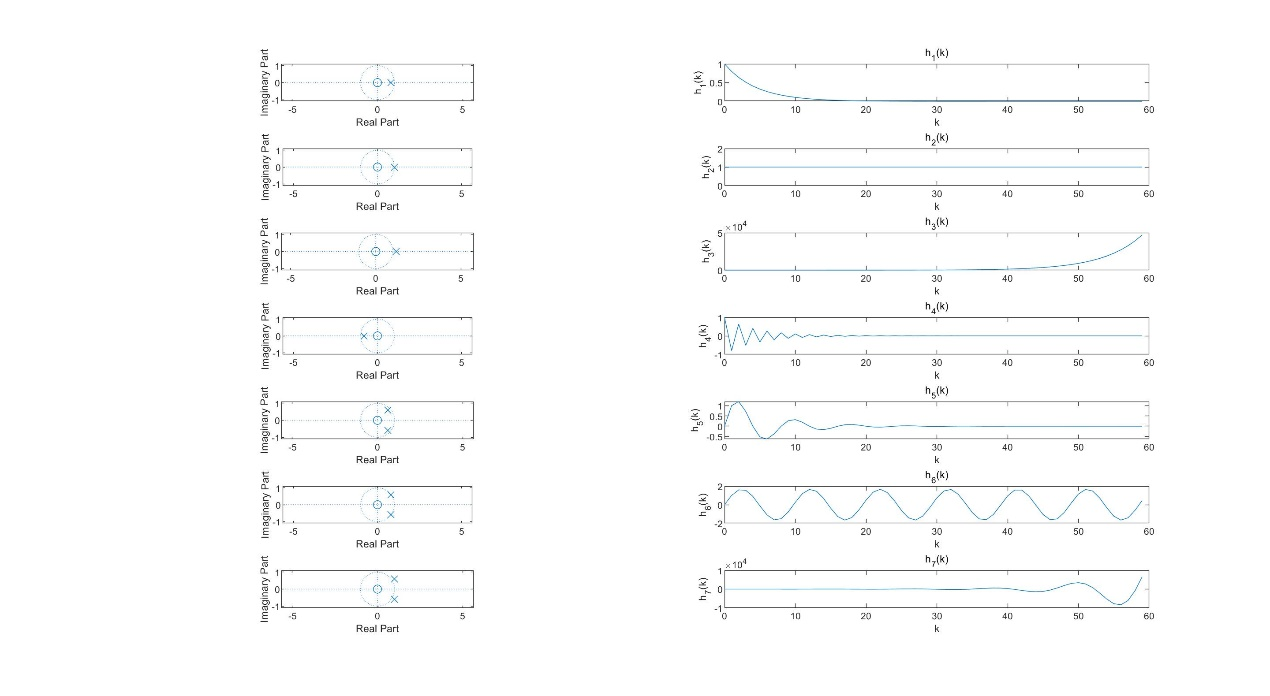 Imaginary Part
1
0
-1
-5 0 5
Real Part
h1(k)
h1(k)
1
0.5
0
0 10 20 30 40 50 60
k
Imaginary Part
1
0
-1
-5 0 5
Real Part
h2(k)
h2(k)
2
1
0
0 10 20 30 40 50 60
k
Imaginary Part
1
0
-1
-5 0 5
Real Part
h3(k)
×10^4
h3(k)
5
0
0 10 20 30 40 50 60
k
Imaginary Part
1
0
-1
-5 0 5
Real Part
h4(k)
h4(k)
1
0
-1
0 10 20 30 40 50 60
k
Imaginary Part
1
0
-1
-5 0 5
Real Part
h5(k)
h5(k)
1
0.5
0
-0.5
0 10 20 30 40 50 60
k
Imaginary Part
1
0
-1
-5 0 5
Real Part
h6(k)
h6(k)
2
0
-2
0 10 20 30 40 50 60
k
Imaginary Part
1
0
-1
-5 0 5
Real Part
h7(k)
×10^4
h7(k)
1
0
-1
0 10 20 30 40 50 60
k